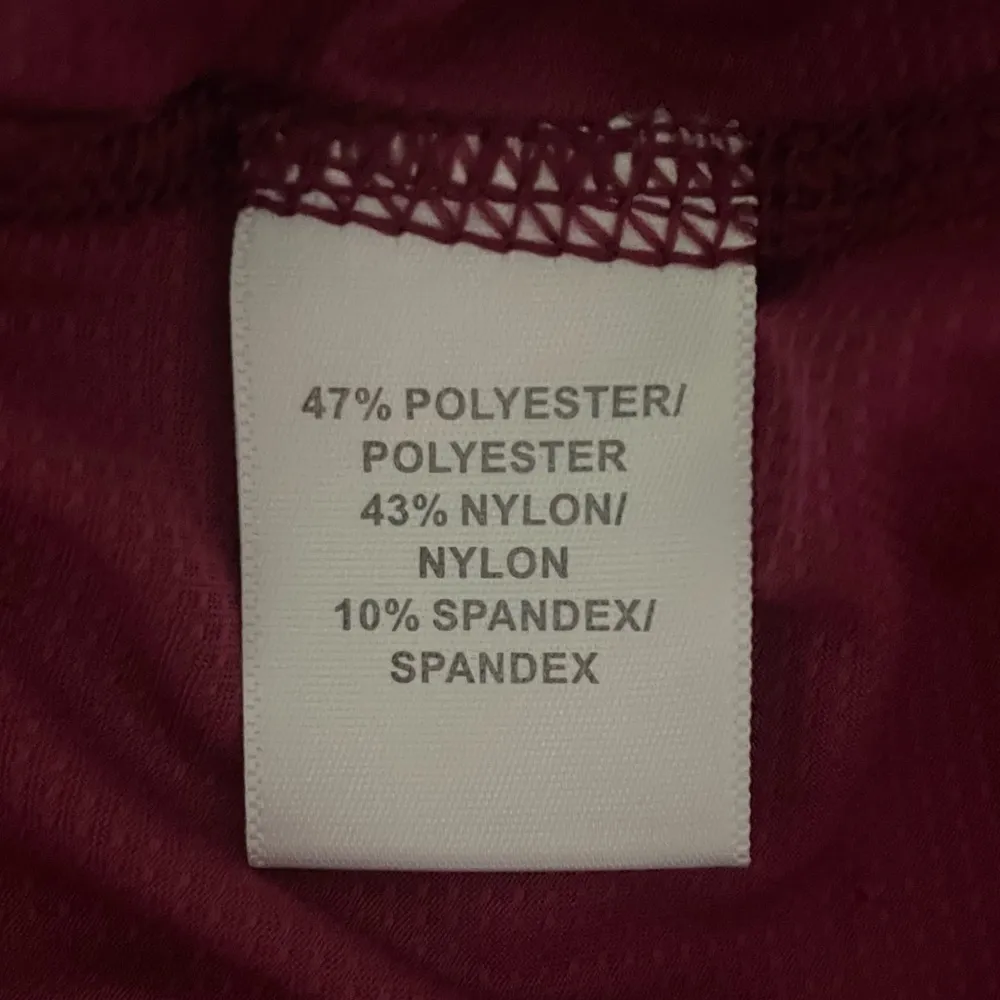 47% POLYESTER/
POLYESTER
43% NYLON/
NYLON
10% SPANDEX/
SPANDEX